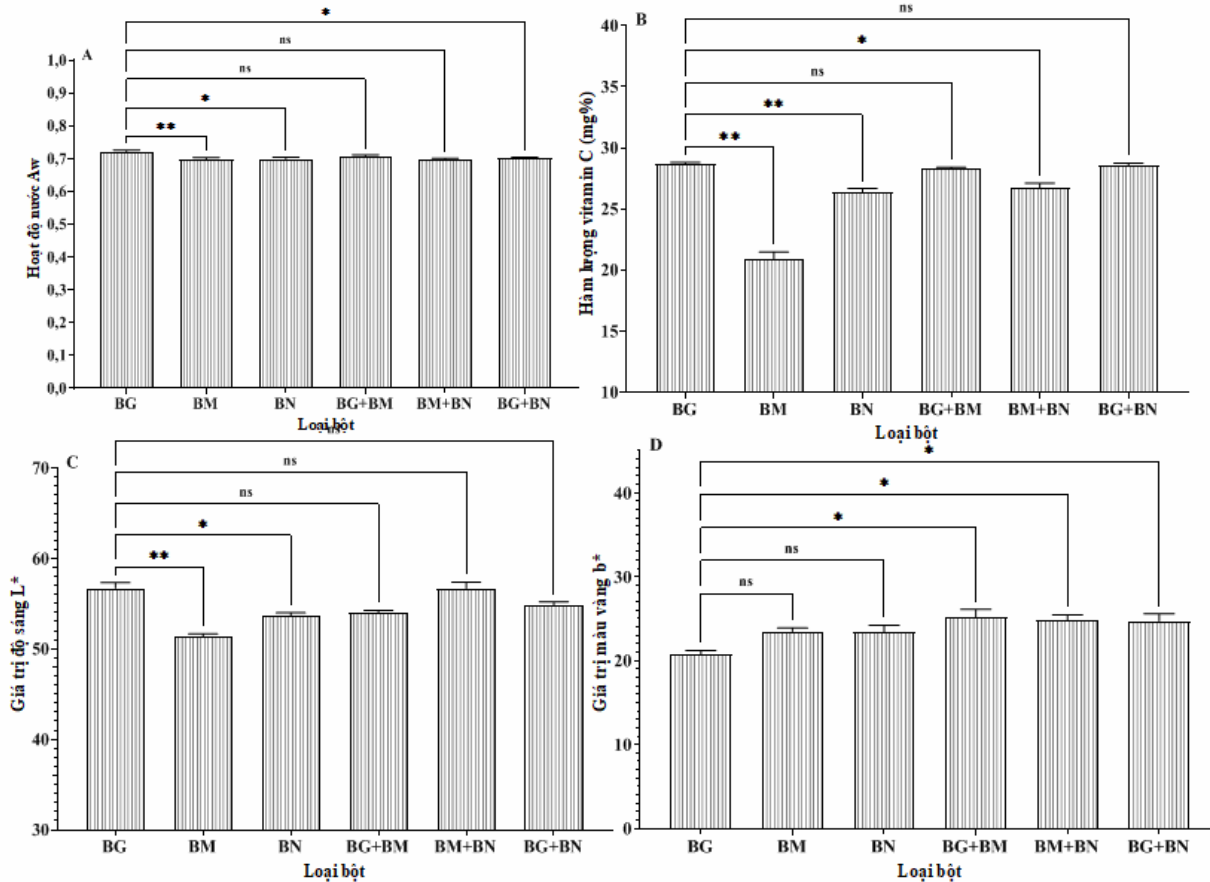 A
*
ns
ns
*
**
1,0
0,9
0,8
0,7
0,6
0,5
0,4
0,3
0,2
0,1
0,0
Hoạt độ nước Aw
BG BM BN BG+BM BM+BN BG+BN
Loại bột
B
ns
*
ns
**
**
40
35
30
25
20
15
10
Hàm lượng vitamin C (mg%)
BG BM BN BG+BM BM+BN BG+BN
Loại bột
C
ns
ns
ns
*
**
70
60
50
40
30
Giá trị độ sáng L*
BG BM BN BG+BM BM+BN BG+BN
Loại bột
D
*
*
*
ns
ns
40
30
20
10
0
Giá trị màu vàng b*
BG BM BN BG+BM BM+BN BG+BN
Loại bột